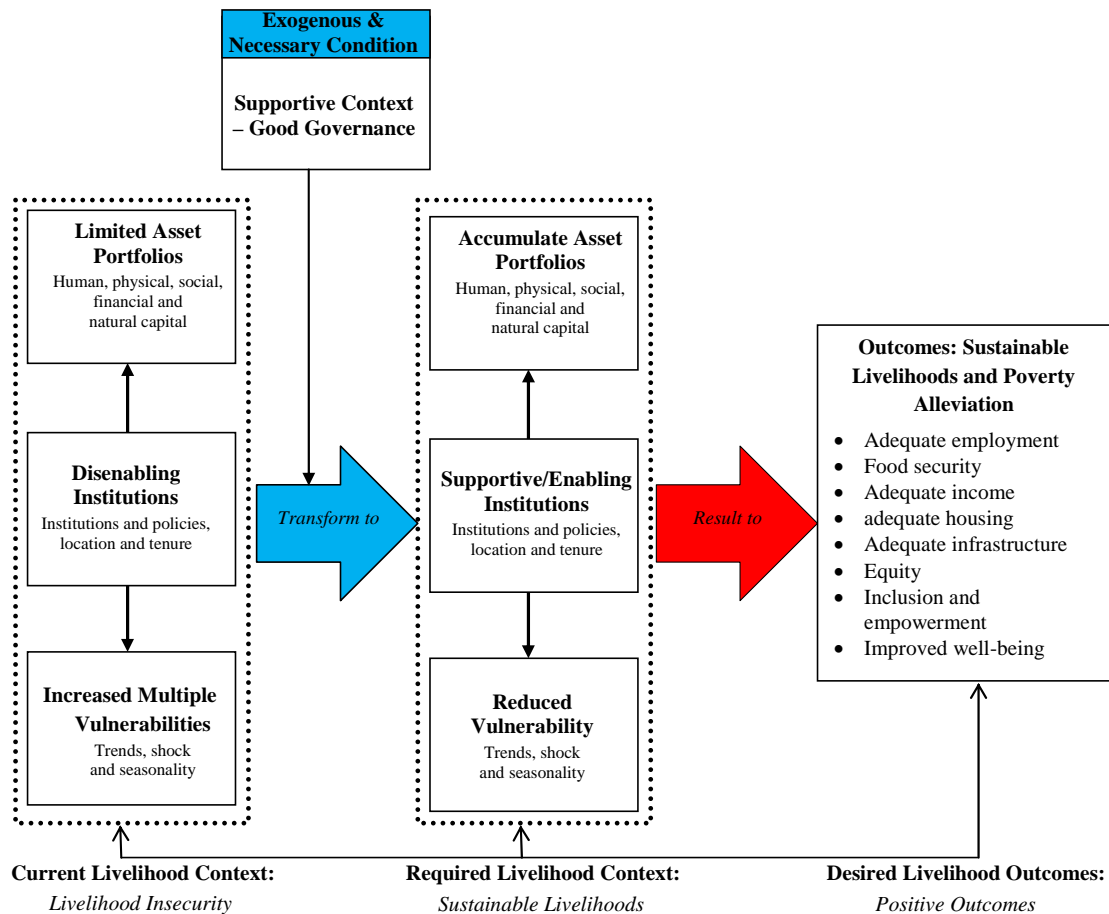 Exogenous &
Necessary Condition
Supportive Context
– Good Governance
Limited Asset
Portfolios
Human, physical, social,
financial and
natural capital
Disenabling
Institutions
Institutions and policies,
location and tenure
Increased Multiple
Vulnerabilities
Trends, shock
and seasonality
Transform to
Accumulate Asset
Portfolios
Human, physical, social,
financial and
natural capital
Supportive/Enabling
Institutions
Institutions and policies,
location and tenure
Reduced
Vulnerability
Trends, shock
and seasonality
Result to
Outcomes: Sustainable
Livelihoods and Poverty
Alleviation
• Adequate employment
• Food security
• Adequate income
• adequate housing
• Adequate infrastructure
• Equity
• Inclusion and
empowerment
• Improved well-being
Current Livelihood Context:
Livelihood Insecurity
Required Livelihood Context:
Sustainable Livelihoods
Desired Livelihood Outcomes:
Positive Outcomes